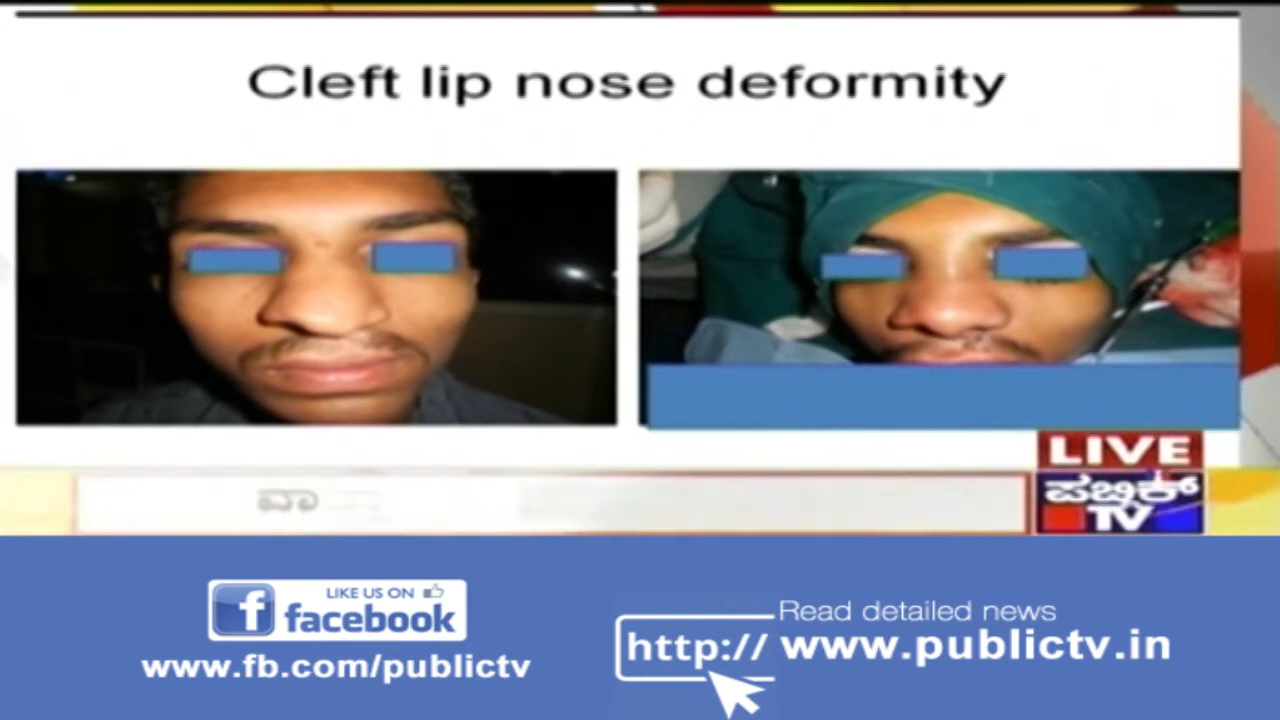 Cleft lip nose deformity
LIVE
ಪಬ್ಲಿಕ್
TV
LIKE US ON
facebook
www.fb.com/publictv
Read detailed news
http:// www.publictv.in